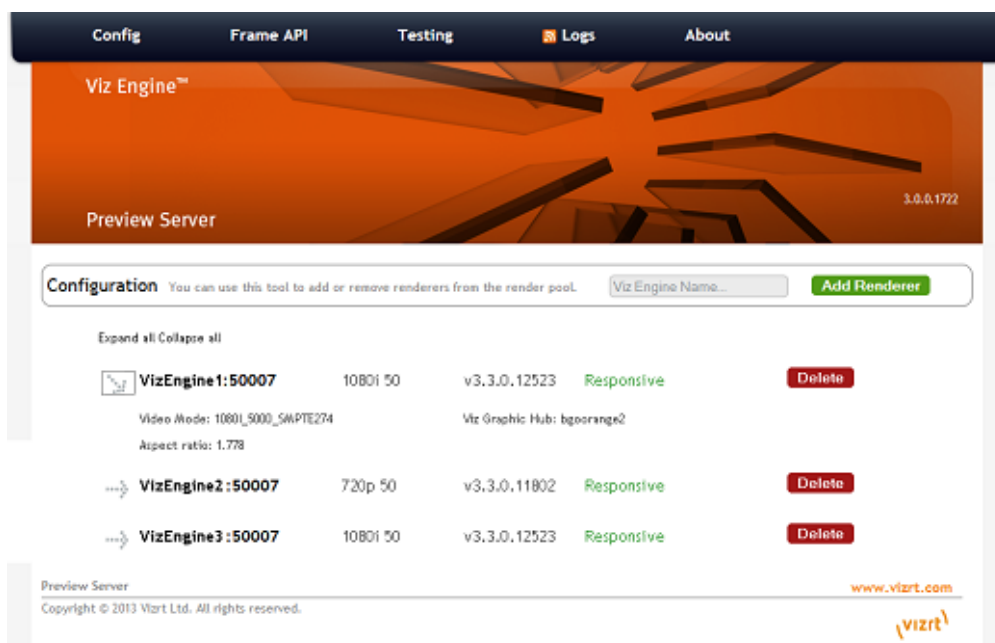 Config Frame API Testing Logs About
Viz Engine™
3.0.0.1722
Preview Server
Configuration You can use this tool to add or remove renderers from the render pool. Viz Engine Name... Add Renderer
Expand all Collapse all
VizEngine1:50007 1080i 50 v3.3.0.12523 Responsive Delete
Video Mode: 1080I_5000_SMPTE274 Viz Graphic Hub: bgoorange2
Aspect ratio: 1.778
VizEngine2:50007 720p 50 v3.3.0.11802 Responsive Delete
VizEngine3:50007 1080i 50 v3.3.0.12523 Responsive Delete
Preview Server www.vizrt.com
Copyright © 2013 Vizrt Ltd. All rights reserved.
vizrt